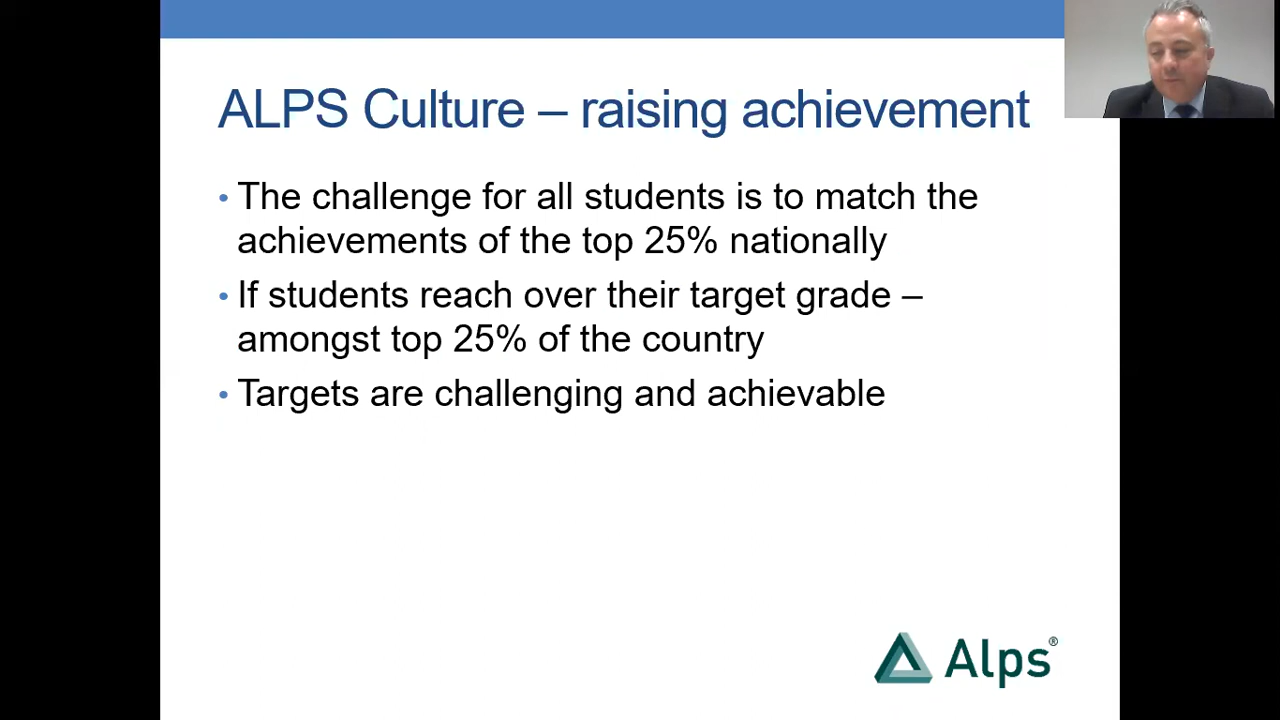 ALPS Culture – raising achievement
• The challenge for all students is to match the
achievements of the top 25% nationally
• If students reach over their target grade –
amongst top 25% of the country
• Targets are challenging and achievable
Alps®